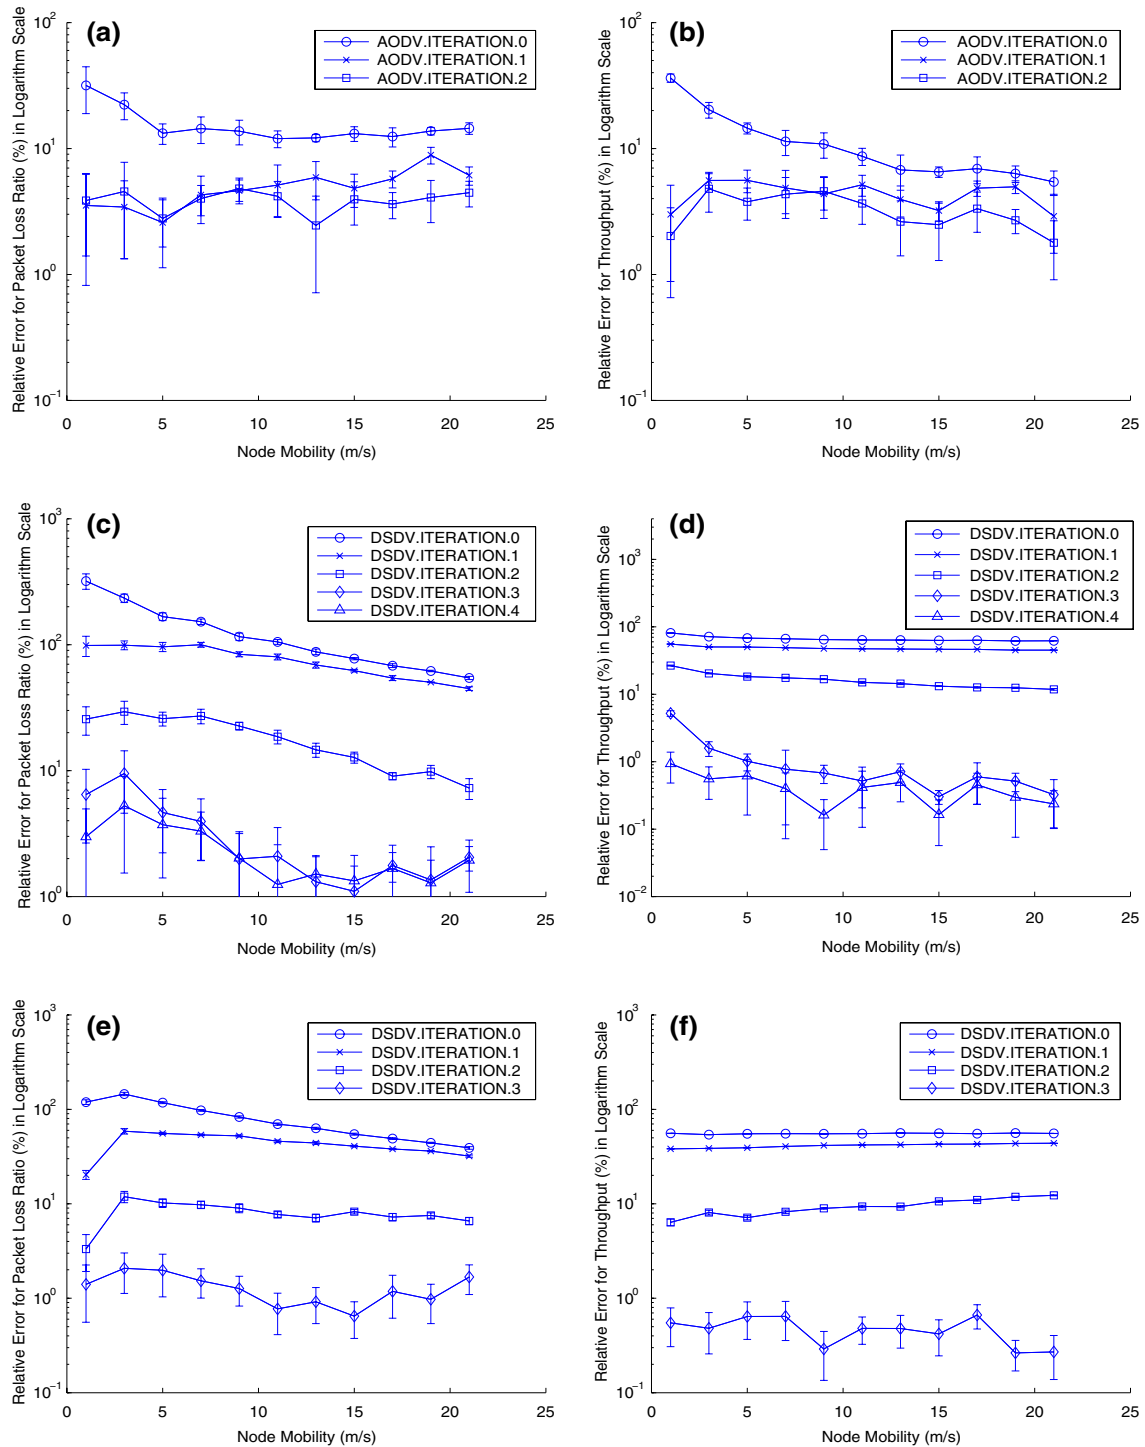 (a)
AODV.ITERATION.0
AODV.ITERATION.1
AODV.ITERATION.2
Relative Error for Packet Loss Ratio (%) in Logarithm Scale
10^2
10^1
10^0
10^-1
0 5 10 15 20 25
Node Mobility (m/s)
(b)
AODV.ITERATION.0
AODV.ITERATION.1
AODV.ITERATION.2
Relative Error for Throughput (%) in Logarithm Scale
10^2
10^1
10^0
10^-1
0 5 10 15 20 25
Node Mobility (m/s)
(c)
DSDV.ITERATION.0
DSDV.ITERATION.1
DSDV.ITERATION.2
DSDV.ITERATION.3
DSDV.ITERATION.4
Relative Error for Packet Loss Ratio (%) in Logarithm Scale
10^3
10^2
10^1
10^0
0 5 10 15 20 25
Node Mobility (m/s)
(d)
DSDV.ITERATION.0
DSDV.ITERATION.1
DSDV.ITERATION.2
DSDV.ITERATION.3
DSDV.ITERATION.4
Relative Error for Throughput (%) in Logarithm Scale
10^3
10^2
10^1
10^0
10^-1
10^-2
0 5 10 15 20 25
Node Mobility (m/s)
(e)
DSDV.ITERATION.0
DSDV.ITERATION.1
DSDV.ITERATION.2
DSDV.ITERATION.3
Relative Error for Packet Loss Ratio (%) in Logarithm Scale
10^3
10^2
10^1
10^0
10^-1
0 5 10 15 20 25
Node Mobility (m/s)
(f)
DSDV.ITERATION.0
DSDV.ITERATION.1
DSDV.ITERATION.2
DSDV.ITERATION.3
Relative Error for Throughput (%) in Logarithm Scale
10^3
10^2
10^1
10^0
10^-1
0 5 10 15 20 25
Node Mobility (m/s)